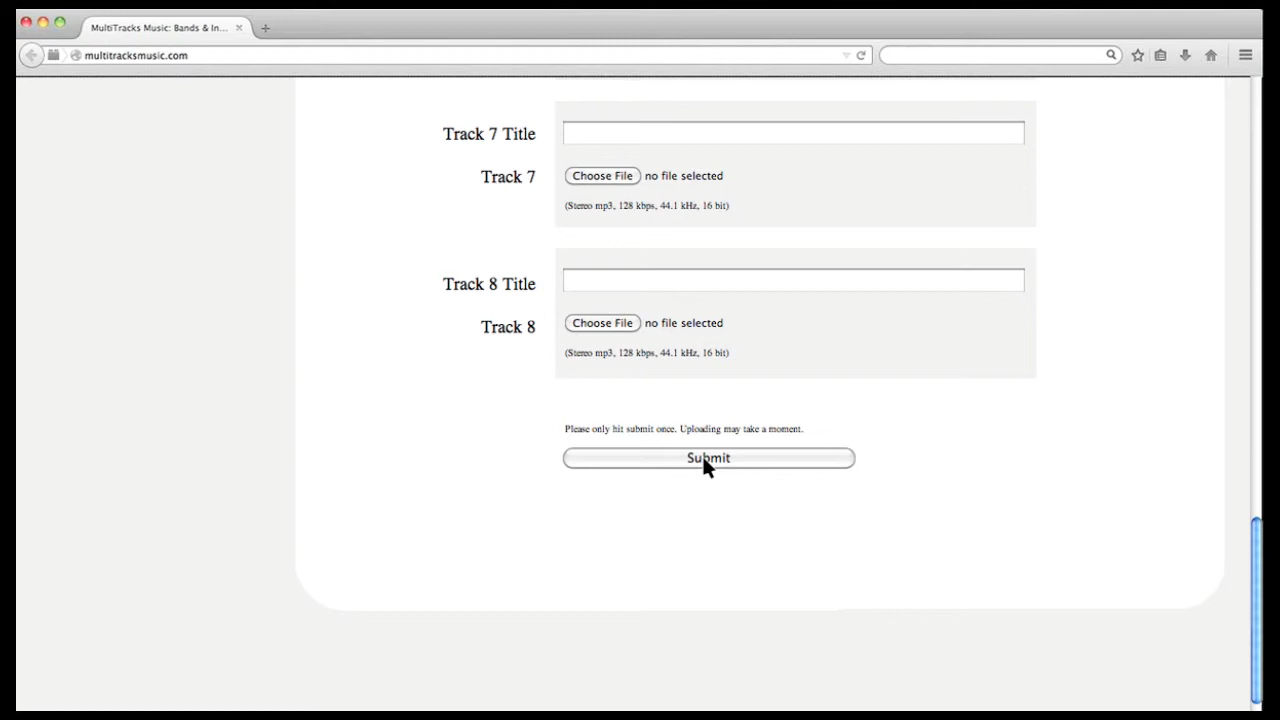 MultiTracks Music: Bands & In...
multitracksmusic.com
Track 7 Title
Track 7
Choose File no file selected
(Stereo mp3, 128 kbps, 44.1 kHz, 16 bit)
Track 8 Title
Track 8
Choose File no file selected
(Stereo mp3, 128 kbps, 44.1 kHz, 16 bit)
Please only hit submit once. Uploading may take a moment.
Submit